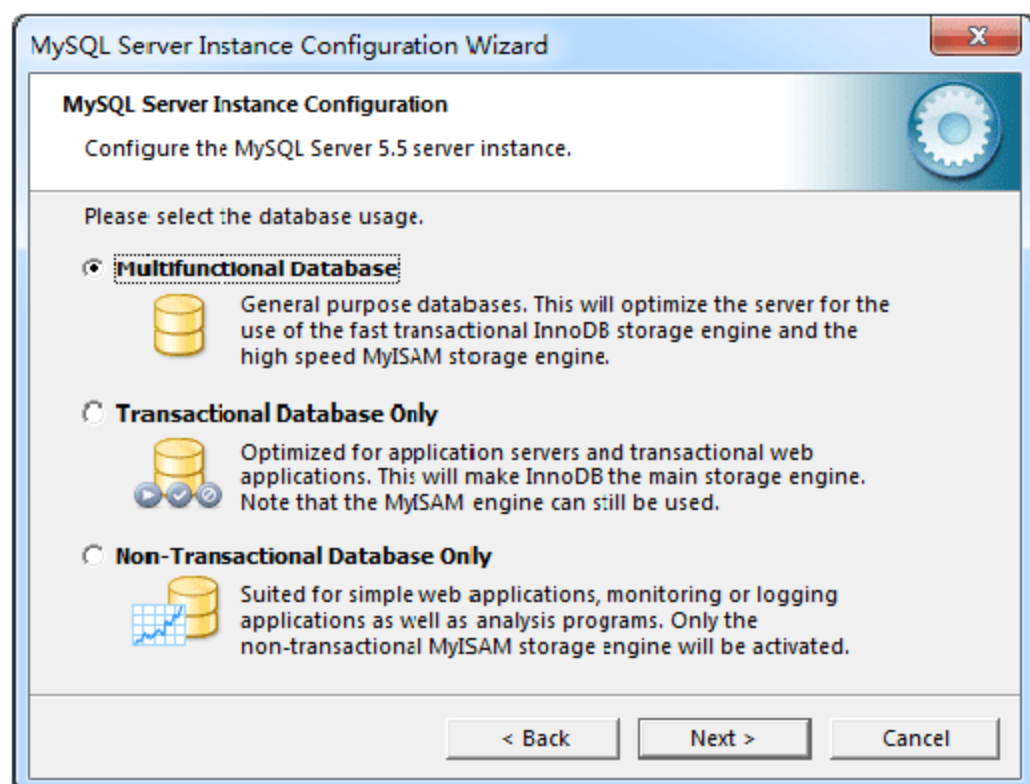 MySQL Server Instance Configuration Wizard
MySQL Server Instance Configuration
Configure the MySQL Server 5.5 server instance.
Please select the database usage.
Multifunctional Database
General purpose databases. This will optimize the server for the
use of the fast transactional InnoDB storage engine and the
high speed MyISAM storage engine.
Transactional Database Only
Optimized for application servers and transactional web
applications. This will make InnoDB the main storage engine.
Note that the MyISAM engine can still be used.
Non-Transactional Database Only
Suited for simple web applications, monitoring or logging
applications as well as analysis programs. Only the
non-transactional MyISAM storage engine will be activated.
< Back
Next >
Cancel